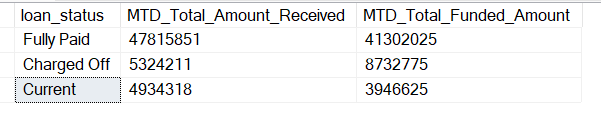 loan_status MTD_Total_Amount_Received MTD_Total_Funded_Amount
Fully Paid 47815851 41302025
Charged Off 5324211 8732775
Current 4934318 3946625